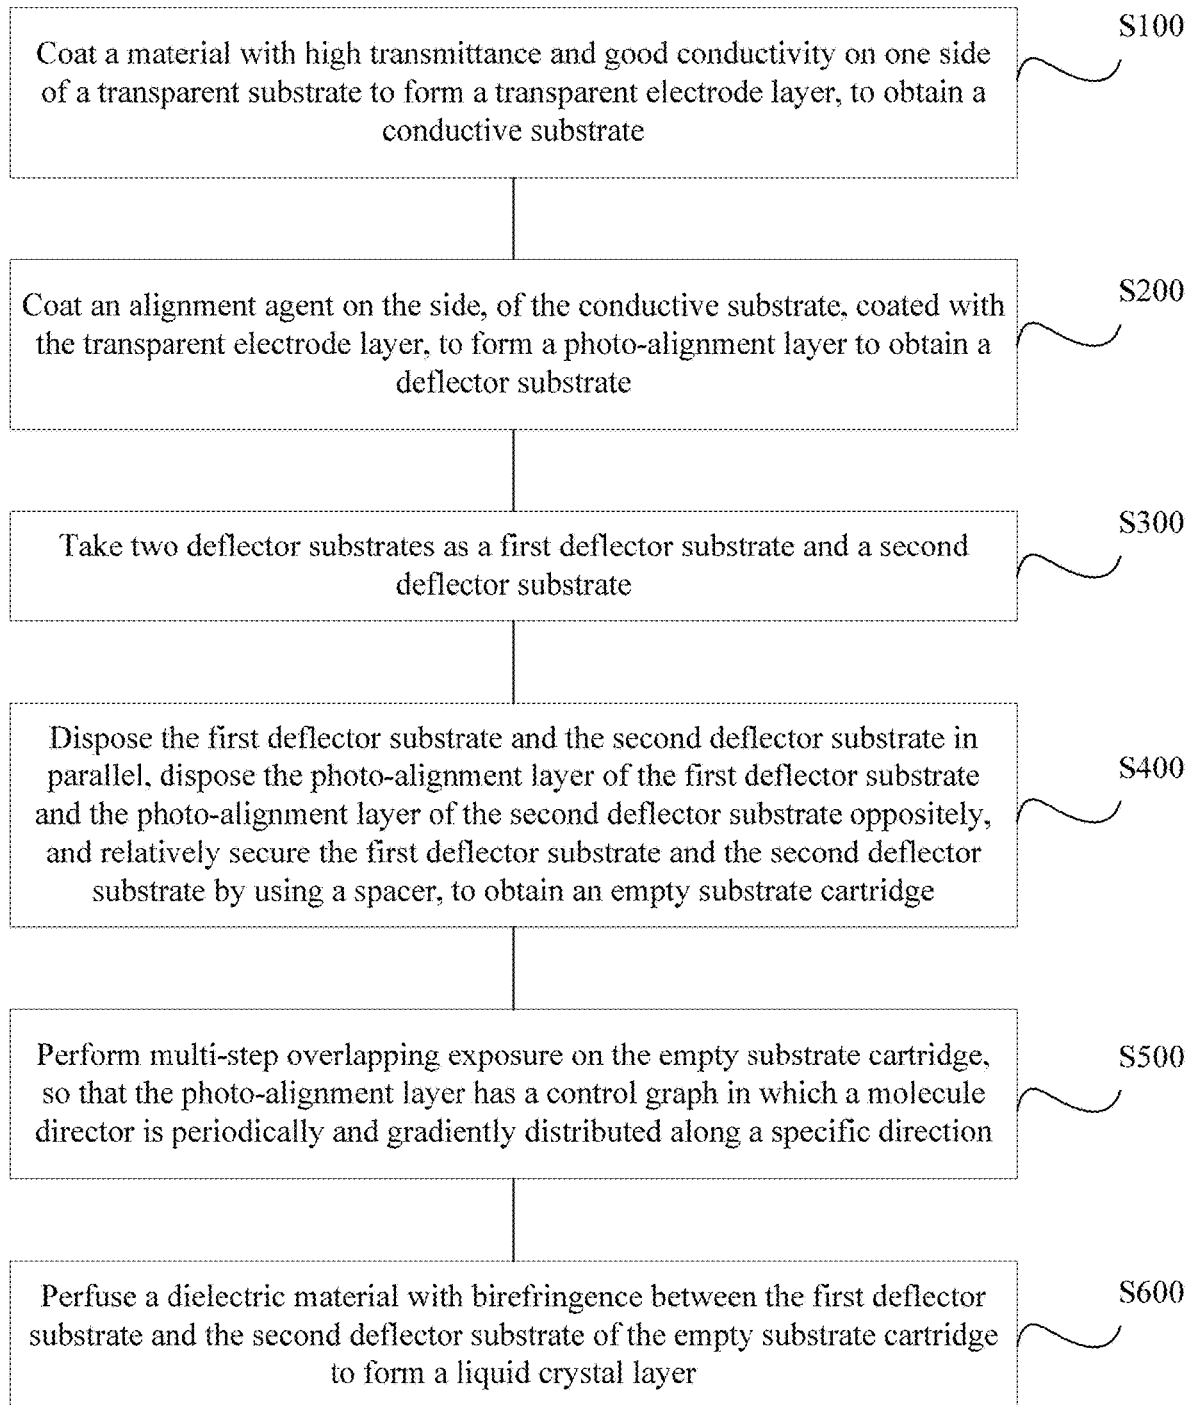 S100
Coat a material with high transmittance and good conductivity on one side
of a transparent substrate to form a transparent electrode layer, to obtain a
conductive substrate
S200
Coat an alignment agent on the side, of the conductive substrate, coated with
the transparent electrode layer, to form a photo-alignment layer to obtain a
deflector substrate
S300
Take two deflector substrates as a first deflector substrate and a second
deflector substrate
S400
Dispose the first deflector substrate and the second deflector substrate in
parallel, dispose the photo-alignment layer of the first deflector substrate
and the photo-alignment layer of the second deflector substrate oppositely,
and relatively secure the first deflector substrate and the second deflector
substrate by using a spacer, to obtain an empty substrate cartridge
S500
Perform multi-step overlapping exposure on the empty substrate cartridge,
so that the photo-alignment layer has a control graph in which a molecule
director is periodically and gradiently distributed along a specific direction
S600
Perfuse a dielectric material with birefringence between the first deflector
substrate and the second deflector substrate of the empty substrate cartridge
to form a liquid crystal layer